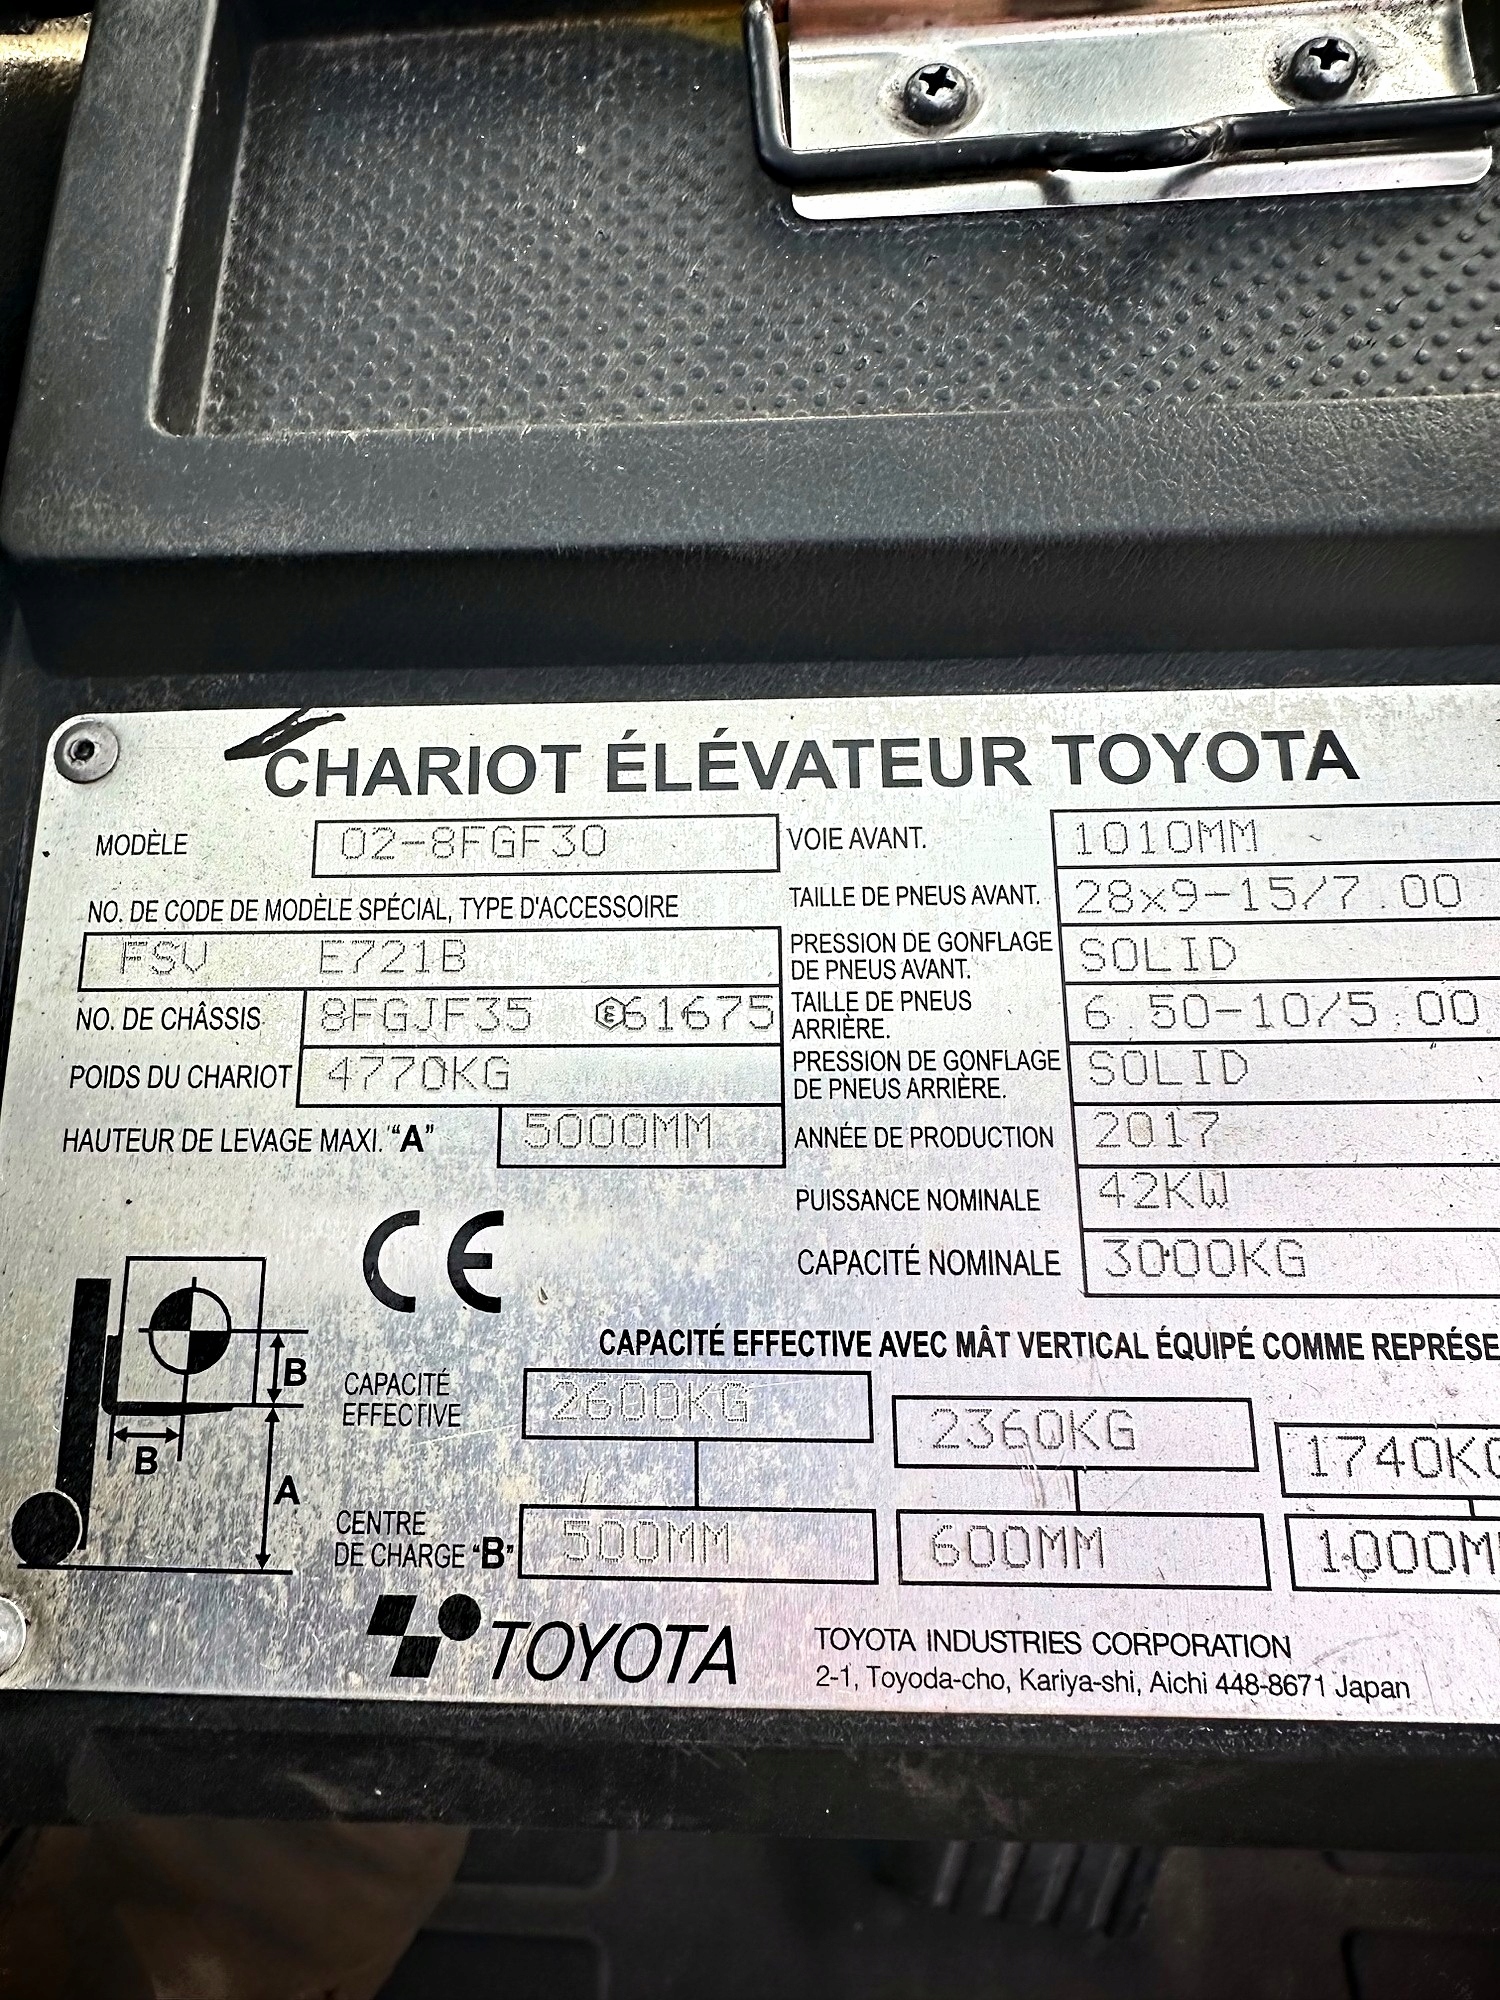 CHARIOT ÉLÉVATEUR TOYOTA
MODÈLE 02-8FGF30
NO. DE CODE DE MODÈLE SPÉCIAL, TYPE D'ACCESSOIRE
FSV E721B
NO. DE CHÂSSIS 8FGJF35 E61675
POIDS DU CHARIOT 4770KG
HAUTEUR DE LEVAGE MAXI. "A" 5000MM
VOIE AVANT. 1010MM
TAILLE DE PNEUS AVANT. 28x9-15/7.00
PRESSION DE GONFLAGE
DE PNEUS AVANT. SOLID
TAILLE DE PNEUS
ARRIÈRE. 6.50-10/5.00
PRESSION DE GONFLAGE
DE PNEUS ARRIÈRE. SOLID
ANNÉE DE PRODUCTION 2017
PUISSANCE NOMINALE 42KW
CAPACITÉ NOMINALE 3000KG
CE
B
B
A
CAPACITÉ EFFECTIVE AVEC MÂT VERTICAL ÉQUIPÉ COMME REPRÉSE
CAPACITÉ
EFFECTIVE 2600KG 2360KG 1740KG
CENTRE
DE CHARGE "B" 500MM 600MM 1000M
TOYOTA
TOYOTA INDUSTRIES CORPORATION
2-1, Toyoda-cho, Kariya-shi, Aichi 448-8671 Japan